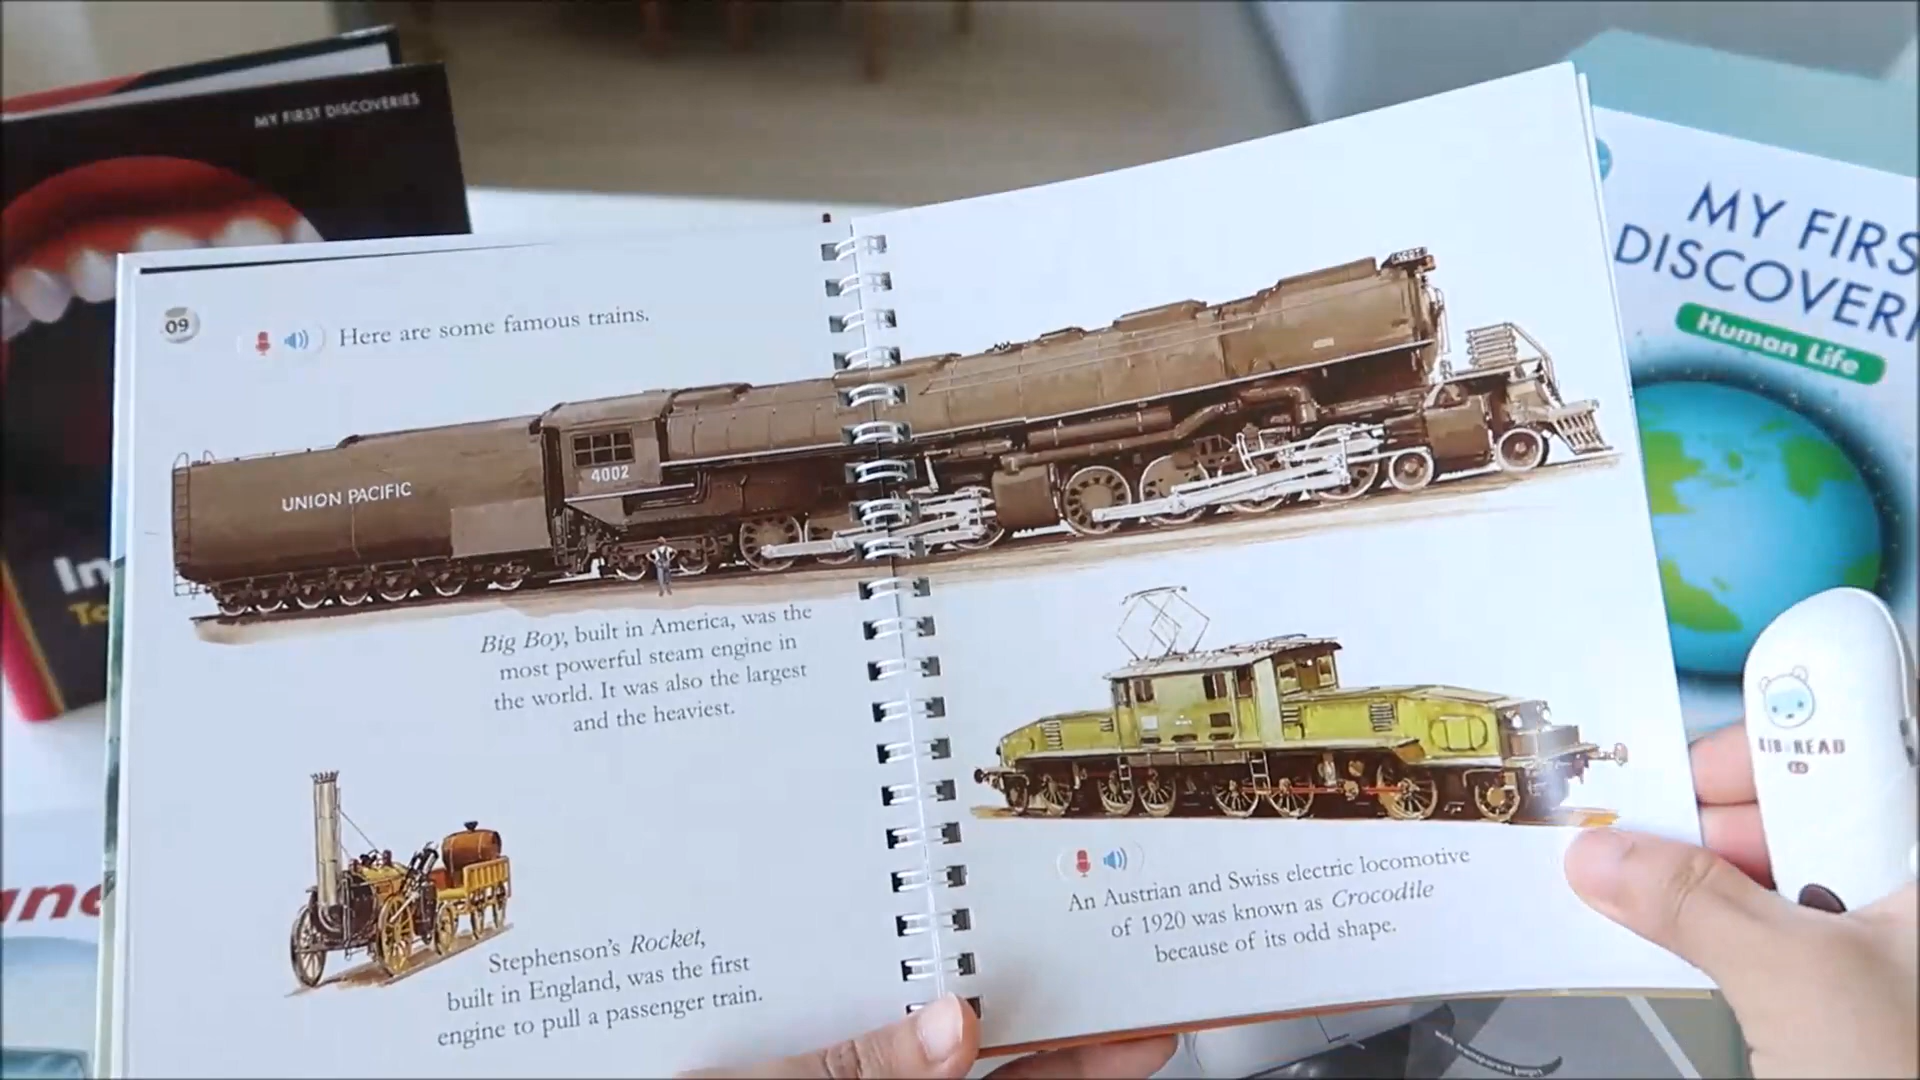 MY FIRST DISCOVERIES
09
Here are some famous trains.
UNION PACIFIC
4002
Big Boy, built in America, was the
most powerful steam engine in
the world. It was also the largest
and the heaviest.
Stephenson's Rocket,
built in England, was the first
engine to pull a passenger train.
An Austrian and Swiss electric locomotive
of 1920 was known as Crocodile
because of its odd shape.
MY FIRS
DISCOVERI
Human Life
In